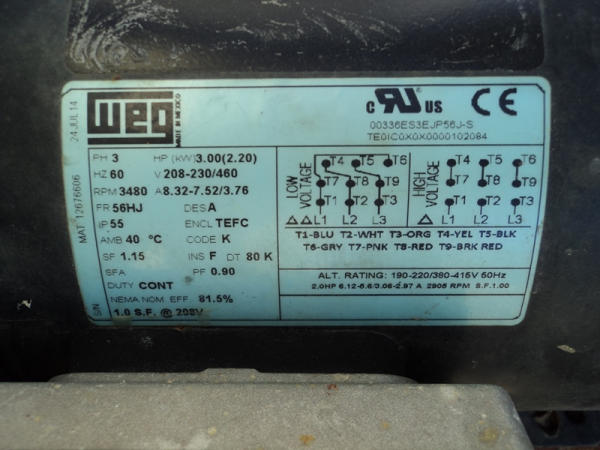 24 JUL 14
MAT 12676606
S/N
WEG
MADE IN MEXICO
c RU US CE
00336ES3EJP56J-S
TE0IC0X0X0000102084
PH 3 HP (KW) 3.00(2.20)
HZ 60 V 208-230/460
RPM 3480 A 8.32-7.52/3.76
FR 56HJ DES A
IP 55 ENCL TEFC
AMB 40 °C CODE K
SF 1.15 INS F DT 80 K
SFA PF 0.90
DUTY CONT
NEMA NOM. EFF 81.5%
1.0 S.F. @ 208V
LOW VOLTAGE
T4 T5 T6
T7 T8 T9
T1 T2 T3
L1 L2 L3
HIGH VOLTAGE
T4 T5 T6
T7 T8 T9
T1 T2 T3
L1 L2 L3
T1-BLU T2-WHT T3-ORG T4-YEL T5-BLK
T6-GRY T7-PNK T8-RED T9-BRK RED
ALT. RATING: 190-220/380-415V 50Hz
2.0HP 6.12-6.6/3.06-2.97 A 2905 RPM S.F.1.00